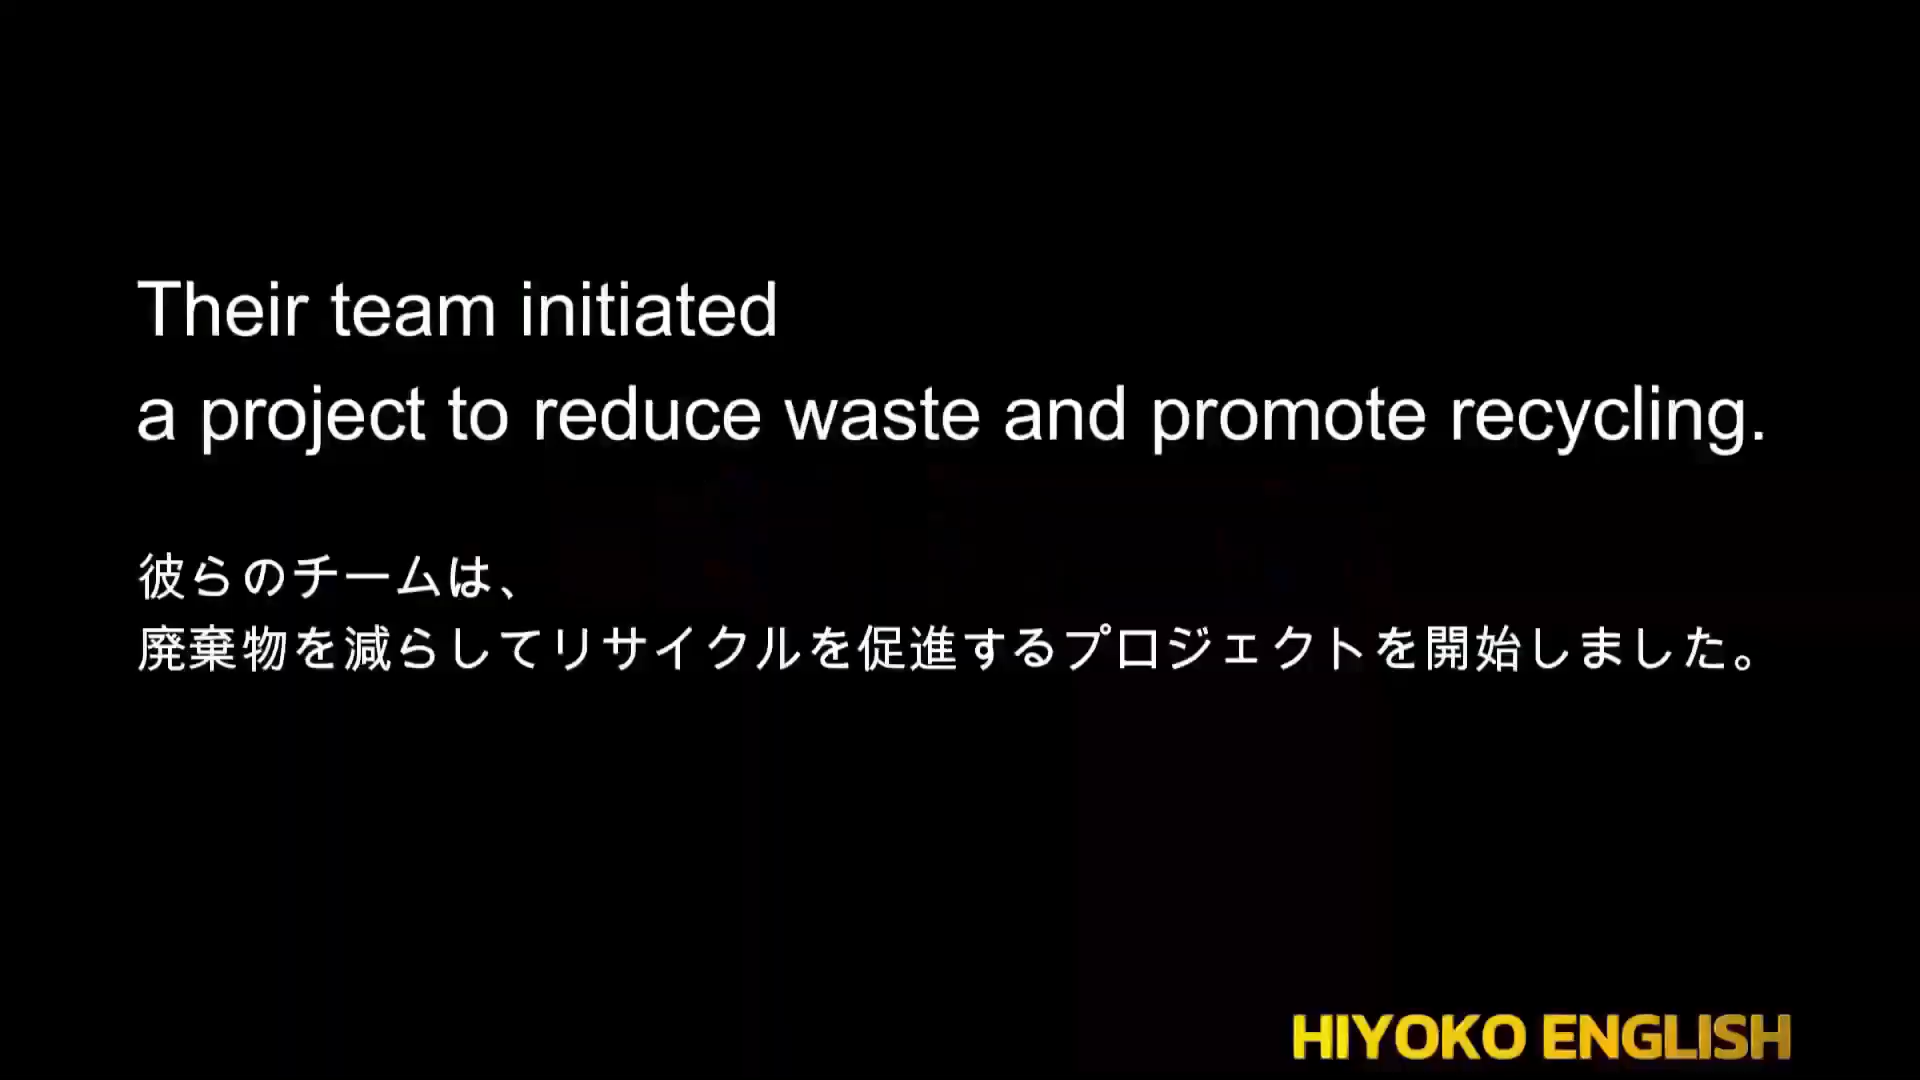 Their team initiated
a project to reduce waste and promote recycling.
彼らのチームは、
廃棄物を減らしてリサイクルを促進するプロジェクトを開始しました。
HIYOKO ENGLISH